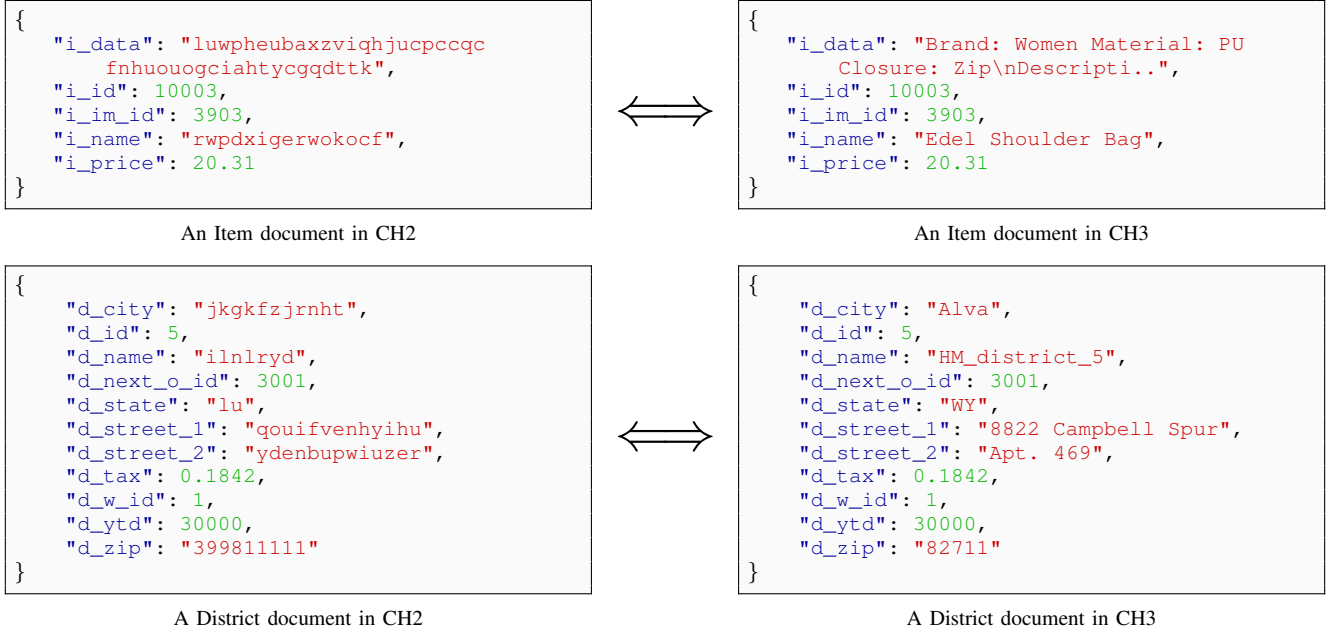 {
"i_data": "luwpheubaxzviqhjucpccqc
fnhuouogciahtycgqdttk",
"i_id": 10003,
"i_im_id": 3903,
"i_name": "rwpdxigerwokocf",
"i_price": 20.31
}
An Item document in CH2
{
"i_data": "Brand: Women Material: PU
Closure: Zip\nDescripti..",
"i_id": 10003,
"i_im_id": 3903,
"i_name": "Edel Shoulder Bag",
"i_price": 20.31
}
An Item document in CH3
{
"d_city": "jkgkfzjrnht",
"d_id": 5,
"d_name": "ilnlryd",
"d_next_o_id": 3001,
"d_state": "lu",
"d_street_1": "qouifvenhyihu",
"d_street_2": "ydenbupwiuzer",
"d_tax": 0.1842,
"d_w_id": 1,
"d_ytd": 30000,
"d_zip": "399811111"
}
A District document in CH2
{
"d_city": "Alva",
"d_id": 5,
"d_name": "HM_district_5",
"d_next_o_id": 3001,
"d_state": "WY",
"d_street_1": "8822 Campbell Spur",
"d_street_2": "Apt. 469",
"d_tax": 0.1842,
"d_w_id": 1,
"d_ytd": 30000,
"d_zip": "82711"
}
A District document in CH3